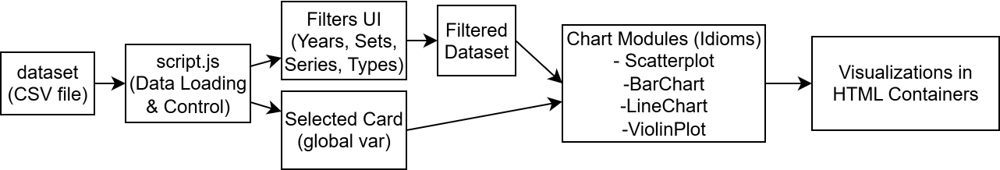 dataset
(CSV file)
script.js
(Data Loading
& Control)
Filters UI
(Years, Sets,
Series, Types)
Selected Card
(global var)
Filtered
Dataset
Chart Modules (Idioms)
- Scatterplot
-BarChart
-LineChart
-ViolinPlot
Visualizations in
HTML Containers